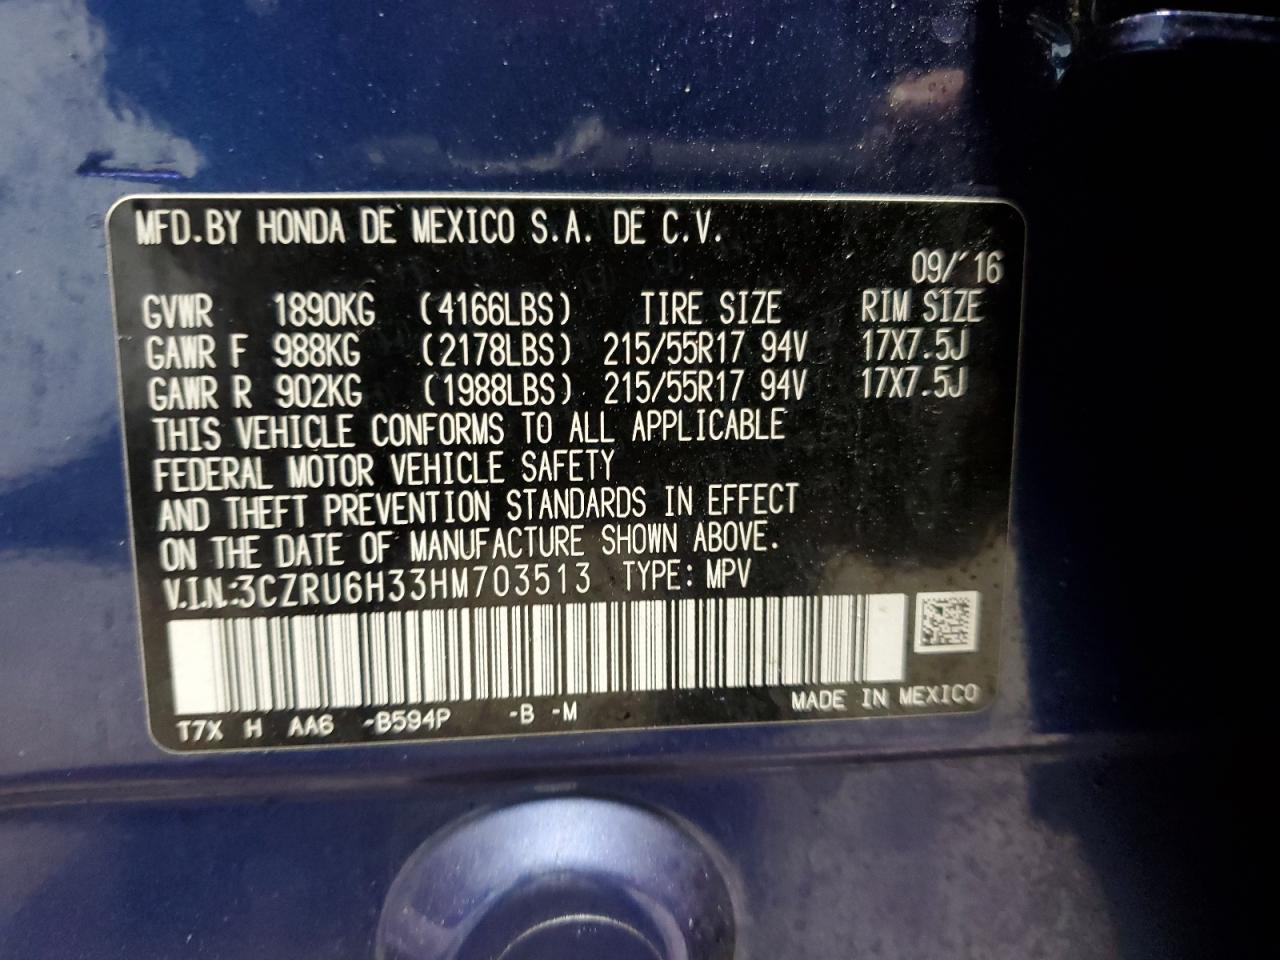 MFD.BY HONDA DE MEXICO S.A. DE C.V.
09/'16
GVWR 1890KG (4166LBS) TIRE SIZE RIM SIZE
GAWR F 988KG (2178LBS) 215/55R17 94V 17X7.5J
GAWR R 902KG (1988LBS) 215/55R17 94V 17X7.5J
THIS VEHICLE CONFORMS TO ALL APPLICABLE
FEDERAL MOTOR VEHICLE SAFETY
AND THEFT PREVENTION STANDARDS IN EFFECT
ON THE DATE OF MANUFACTURE SHOWN ABOVE.
V.I.N.:3CZRU6H33HM703513 TYPE: MPV
MADE IN MEXICO
T7X H AA6 -B594P -B -M